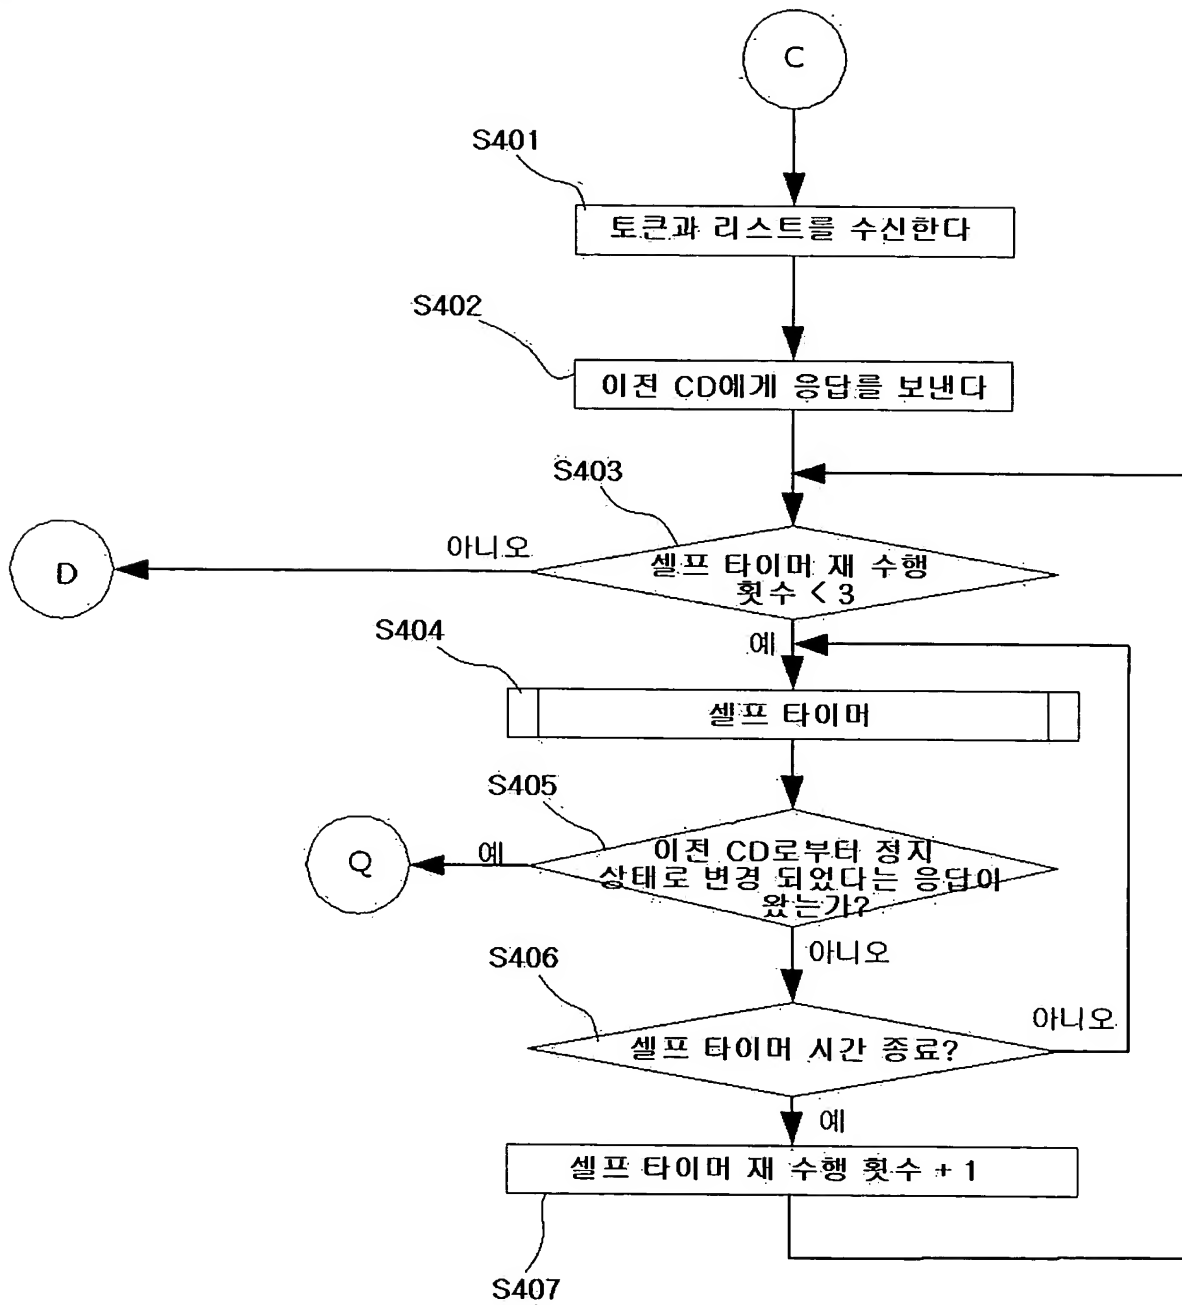 C
S401
토큰과 리스트를 수신한다
S402
이전 CD에게 응답를 보낸다
S403
아니오
D
셀프 타이머 재 수행
횟수 < 3
S404
예
셀프 타이머
S405
Q
예
이전 CD로부터 정지
상태로 변경 되었다는 응답이
왔는가?
아니오
S406
아니오
셀프 타이머 시간 종료?
예
셀프 타이머 재 수행 횟수 + 1
S407